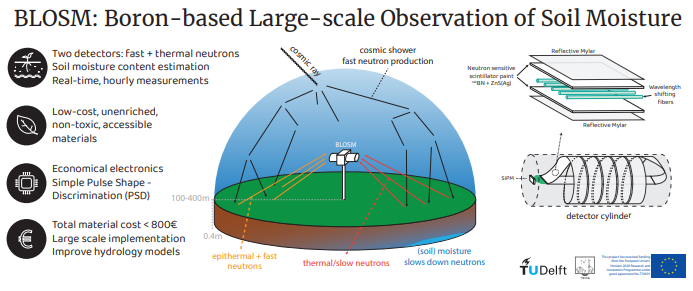 BLOSM: Boron-based Large-scale Observation of Soil Moisture
Two detectors: fast + thermal neutrons
Soil moisture content estimation
Real-time, hourly measurements
Low-cost, unenriched,
non-toxic, accessible
materials
Economical electronics
Simple Pulse Shape -
Discrimination (PSD)
Total material cost < 800€
Large scale implementation
Improve hydrology models
cosmic ray
cosmic shower
fast neutron production
BLOSM
100-400m
0.4m
epithermal + fast
neutrons
thermal/slow neutrons
(soil) moisture
slows down neutrons
Reflective Mylar
Neutron sensitive
scintillator paint
BN + ZnS(Ag)
Wavelength
shifting
fibers
Reflective Mylar
SiPM
detector cylinder
TUDelft